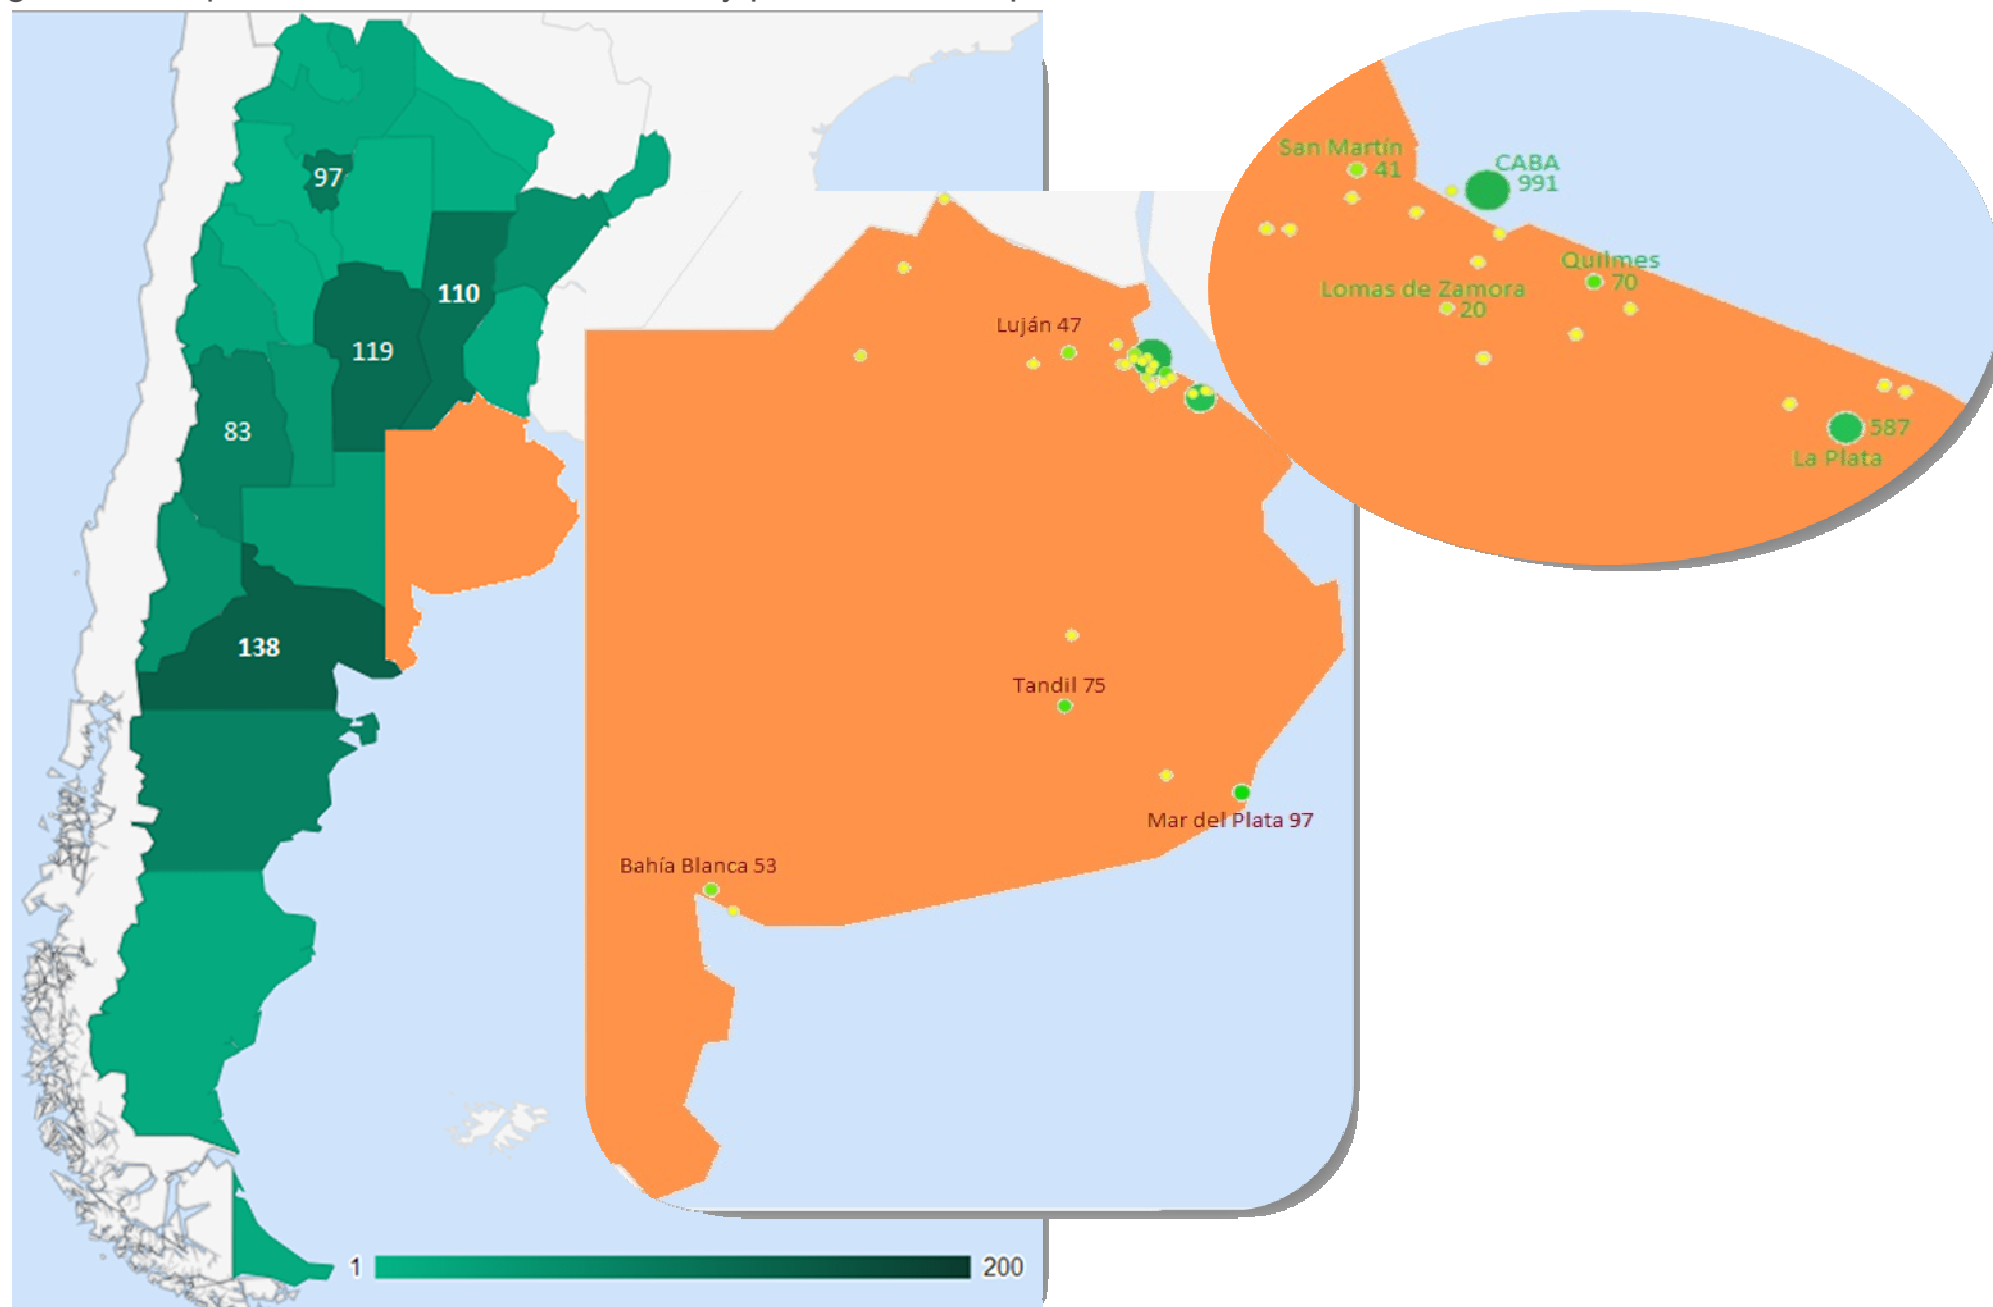 97
110
119
83
138
1
200
Luján 47
Tandil 75
Mar del Plata 97
Bahía Blanca 53
San Martín
41
CABA
991
Quilmes
70
Lomas de Zamora
20
587
La Plata